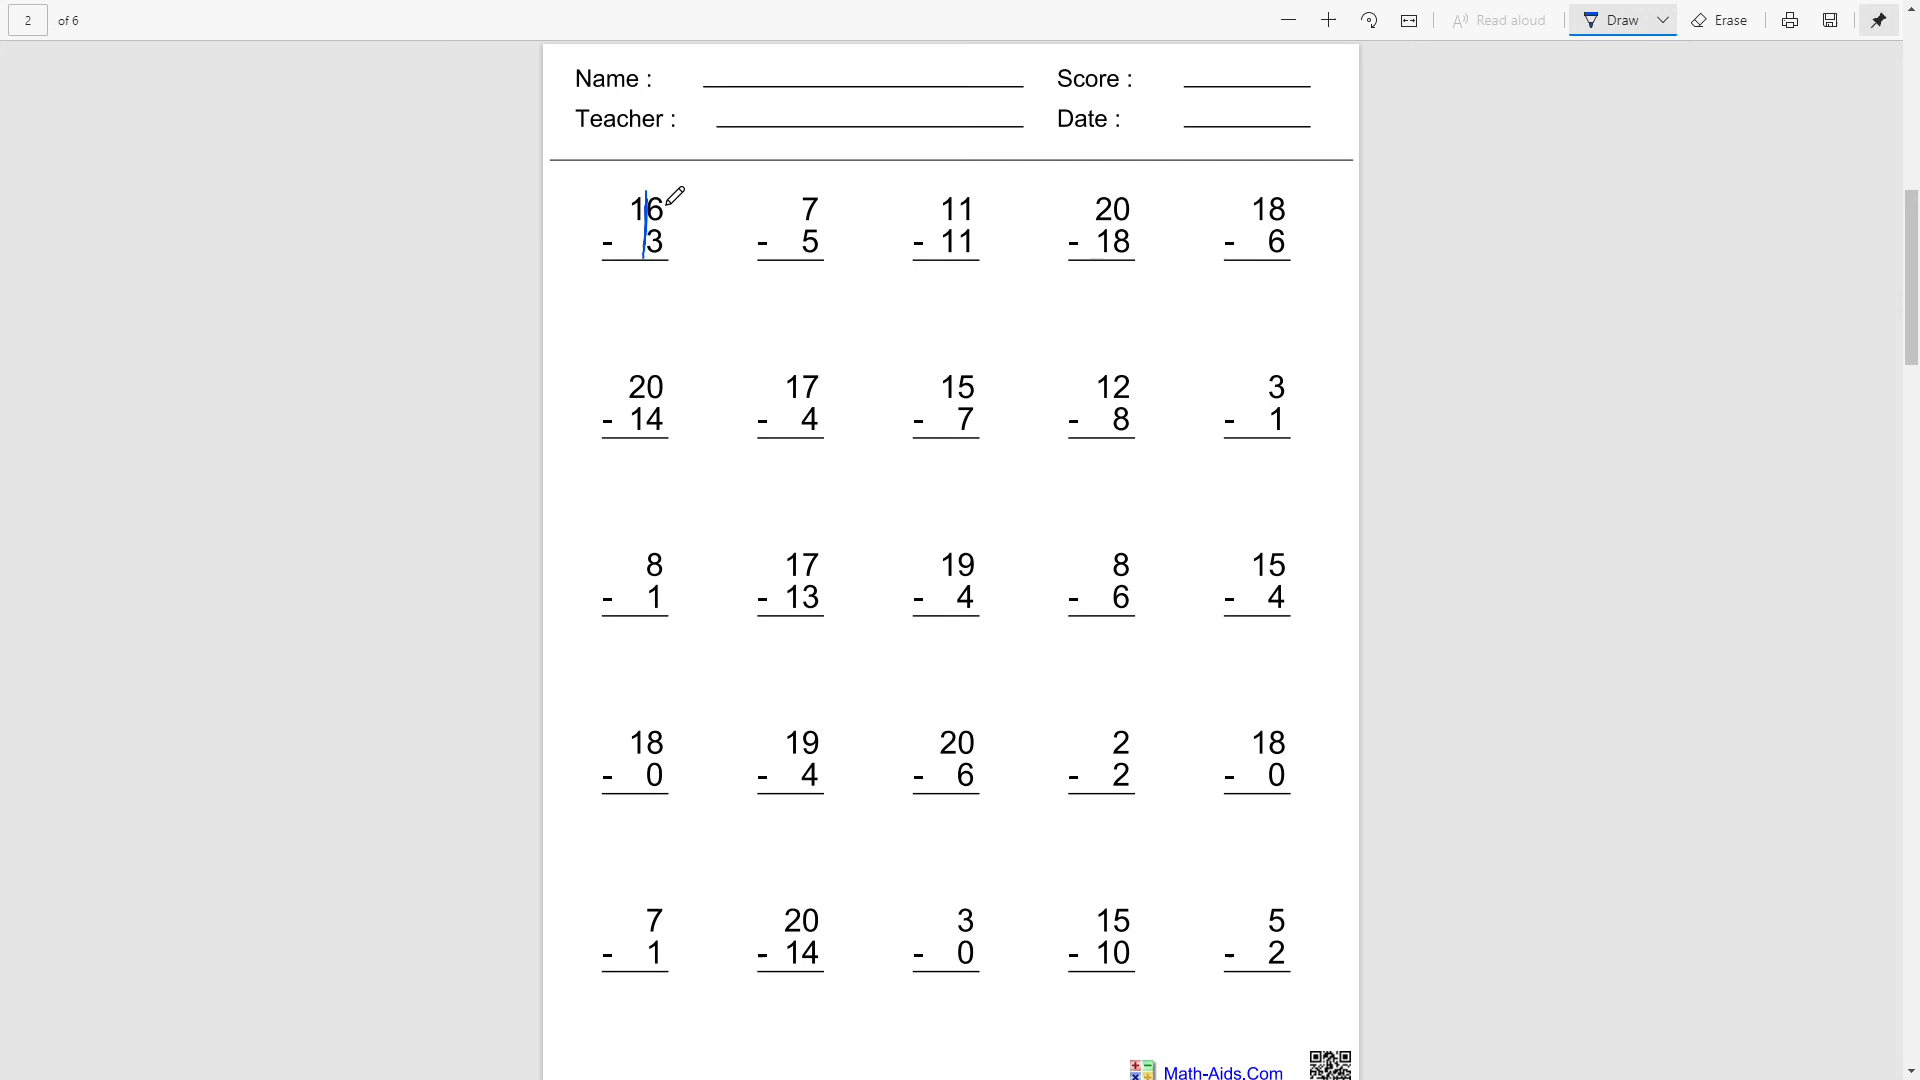 2 of 6 Read aloud Draw Erase
Name : Score :
Teacher : Date :
16 7 11 20 18
- 3 - 5 - 11 - 18 - 6
20 17 15 12 3
- 14 - 4 - 7 - 8 - 1
8 17 19 8 15
- 1 - 13 - 4 - 6 - 4
18 19 20 2 18
- 0 - 4 - 6 - 2 - 0
7 20 3 15 5
- 1 - 14 - 0 - 10 - 2
Math-Aids.Com